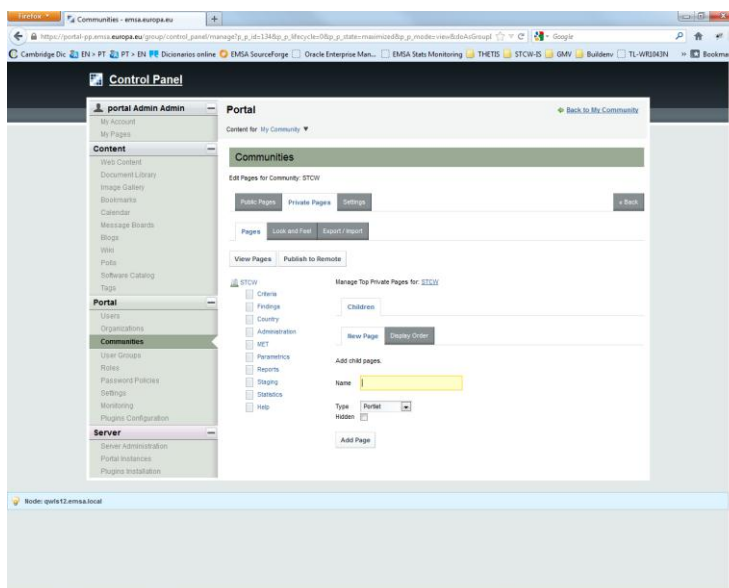 Firefox
Communities - emsa.europa.eu
+
https://portal-pp.emsa.europa.eu/group/control_panel/manage?p_p_id=134&p_p_lifecycle=0&p_p_state=maximized&p_p_mode=view&doAsGroupI
Google
Cambridge Dic EN > PT PT > EN Dicionarios online EMSA SourceForge Oracle Enterprise Man... EMSA Stats Monitoring THETIS STCW-IS GMV Buildenv TL-WR1043N » Bookma
Control Panel
portal Admin Admin
My Account
My Pages
Content
Web Content
Document Library
Image Gallery
Bookmarks
Calendar
Message Boards
Blogs
Wiki
Polls
Software Catalog
Tags
Portal
Users
Organizations
Communities
User Groups
Roles
Password Policies
Settings
Monitoring
Plugins Configuration
Server
Server Administration
Portal Instances
Plugins Installation
Portal
Back to My Community
Content for My Community ▼
Communities
Edit Pages for Community: STCW
Public Pages Private Pages Settings
« Back
Pages Look and Feel Export / Import
View Pages Publish to Remote
STCW
Criteria
Findings
Country
Administration
MET
Parametrics
Reports
Staging
Statistics
Help
Manage Top Private Pages for: STCW
Children
New Page Display Order
Add child pages.
Name
Type Portlet
Hidden
Add Page
Node: qwls12.emsa.local